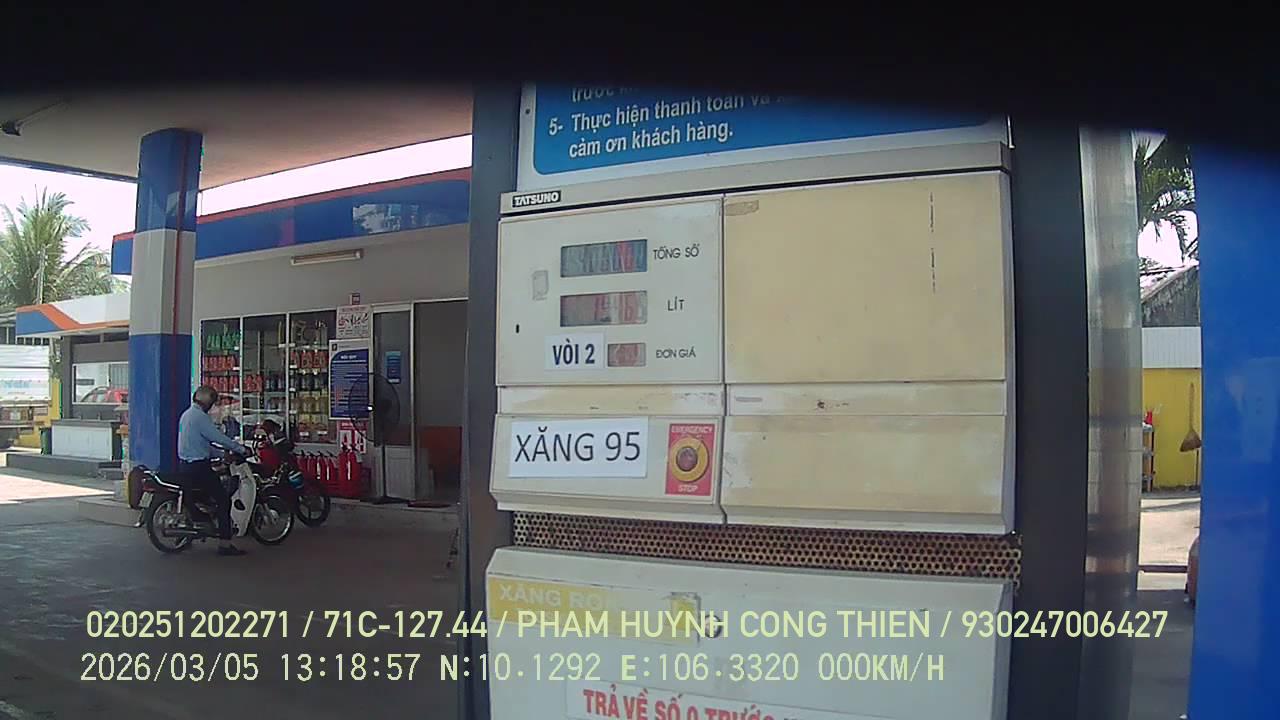 5- Thực hiện thanh toán và
cảm ơn khách hàng.
TATSUNO
TỔNG SỐ
LÍT
VÒI 2
ĐƠN GIÁ
XĂNG 95
EMERGENCY
STOP
XĂNG
020251202271 / 71C-127.44 / PHAM HUYNH CONG THIEN / 930247006427
2026/03/05 13:18:57 N:10.1292 E:106.3320 000KM/H
TRẢ VỀ SỐ 0 TRƯỚC